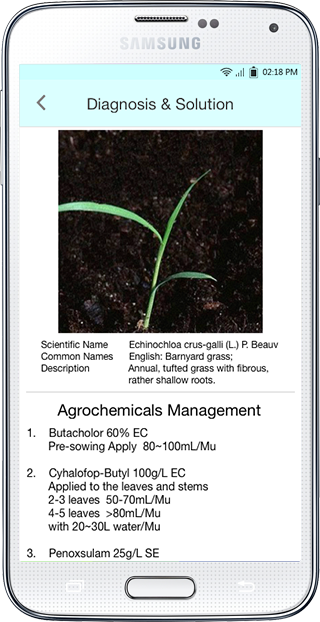 SAMSUNG
02:18 PM
Diagnosis & Solution
Scientific Name Echinochloa crus-galli (L.) P. Beauv
Common Names English: Barnyard grass;
Description Annual, tufted grass with fibrous,
rather shallow roots.
Agrochemicals Management
1. Butachlor 60% EC
Pre-sowing Apply 80~100mL/Mu
2. Cyhalofop-Butyl 100g/L EC
Applied to the leaves and stems
2-3 leaves 50-70mL/Mu
4-5 leaves >80mL/Mu
with 20~30L water/Mu
3. Penoxsulam 25g/L SE